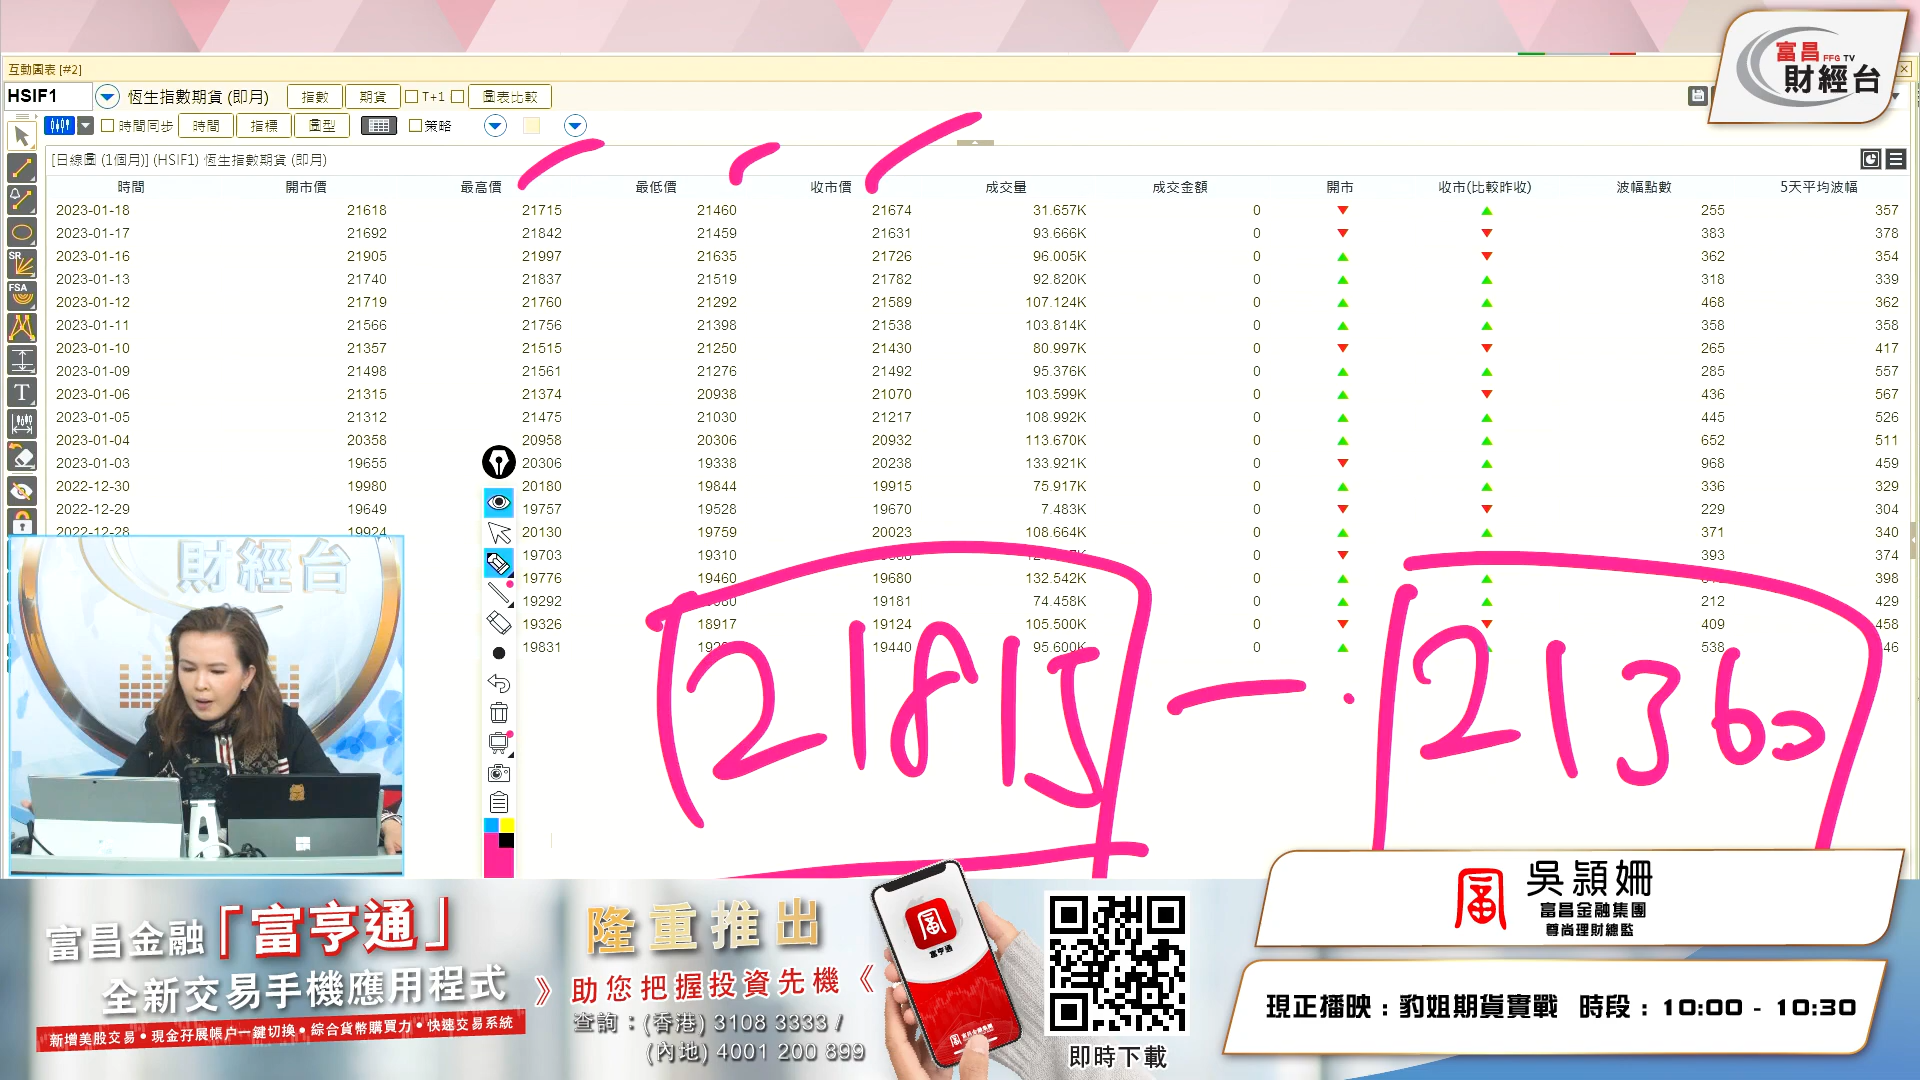 富昌 FFG TV
財經台
互動圖表 [#2]
HSIF1 恆生指數期貨 (即月) 指數 期貨 T+1 圖表比較
時間同步 時間 指標 圖型 策略
[日線圖 (1個月)] (HSIF1) 恆生指數期貨 (即月)
時間 開市價 最高價 最低價 收市價 成交量 成交金額 開市 收市(比較昨收) 波幅點數 5天平均波幅
2023-01-18 21618 21715 21460 21674 31.657K 0 ▼ ▲ 255 357
2023-01-17 21692 21842 21459 21631 93.666K 0 ▼ ▼ 383 378
2023-01-16 21905 21997 21635 21726 96.005K 0 ▲ ▼ 362 354
2023-01-13 21740 21837 21519 21782 92.820K 0 ▲ ▲ 318 339
2023-01-12 21719 21760 21292 21589 107.124K 0 ▲ ▲ 468 362
2023-01-11 21566 21756 21398 21538 103.814K 0 ▲ ▲ 358 358
2023-01-10 21357 21515 21250 21430 80.997K 0 ▼ ▼ 265 417
2023-01-09 21498 21561 21276 21492 95.376K 0 ▲ ▲ 285 557
2023-01-06 21315 21374 20938 21070 103.599K 0 ▲ ▼ 436 567
2023-01-05 21312 21475 21030 21217 108.992K 0 ▲ ▲ 445 526
2023-01-04 20358 20958 20306 20932 113.670K 0 ▲ ▲ 652 511
2023-01-03 19655 20306 19338 20238 133.921K 0 ▼ ▲ 968 459
2022-12-30 19980 20180 19844 19915 75.917K 0 ▲ ▲ 336 329
2022-12-29 19649 19757 19528 19670 7.483K 0 ▼ ▼ 229 304
2022-12-28 19924 20130 19759 20023 108.664K 0 ▲ ▲ 371 340
19703 19310 0 ▼ 393 374
19776 19460 19680 132.542K 0 ▲ ▲ 398
19292 19181 74.458K 0 ▲ ▲ 212 429
19326 18917 19124 105.500K 0 ▼ ▼ 409 458
19831 19440 95.600K 0 ▲ 538
SR
FSA
T
財經台
21815 — 21360
富昌金融「富亨通」
全新交易手機應用程式
新增美股交易 • 現金孖展帳户一鍵切換 • 綜合貨幣購買力 • 快速交易系統
隆重推出
》助您把握投資先機《
查詢：(香港) 3108 3333 /
(內地) 4001 200 899
富亨通
即時下載
吳穎姍
富昌金融集團
尊尚理財總監
現正播映：豹姐期貨實戰 時段：10:00 - 10:30